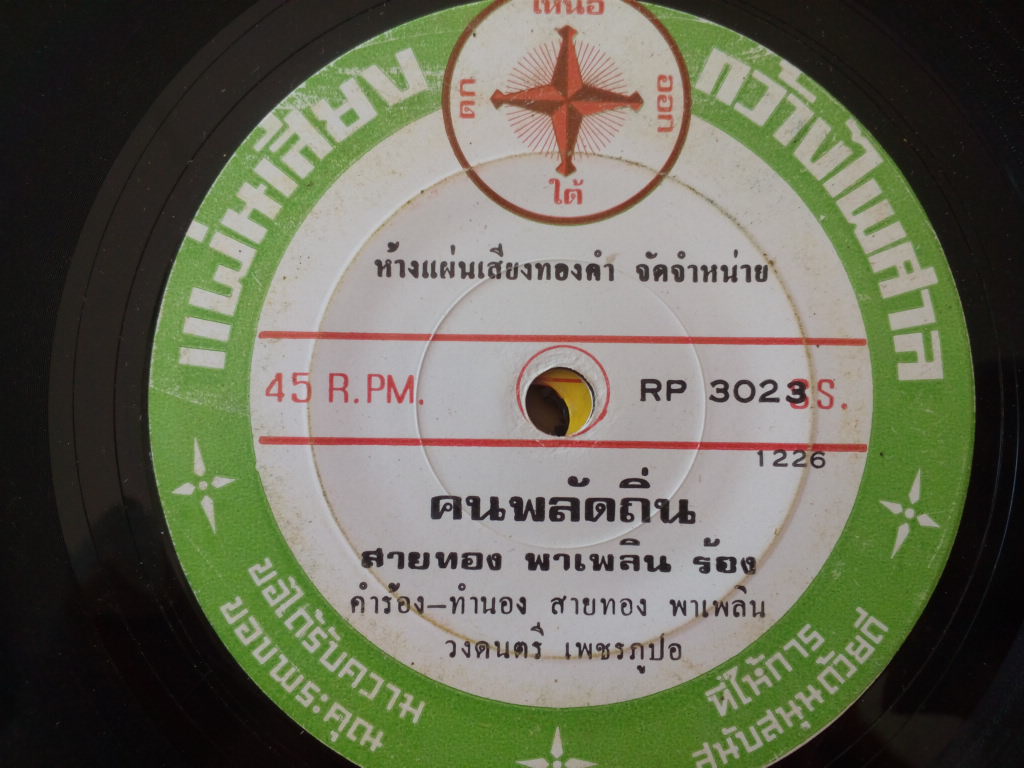 เหนือ
ตก
ออก
ใต้
แผ่นเสียง
กว้างไพศาล
ห้างแผ่นเสียงทองคำ จัดจำหน่าย
45 R.PM.
RP 3023
S.S.
1226
คนพลัดถิ่น
สายทอง พาเพลิน ร้อง
คำร้อง-ทำนอง สายทอง พาเพลิน
วงดนตรี เพชรภูปอ
ขอได้รับความ
ขอบพระคุณ
ที่ให้การ
สนับสนุนด้วยดี